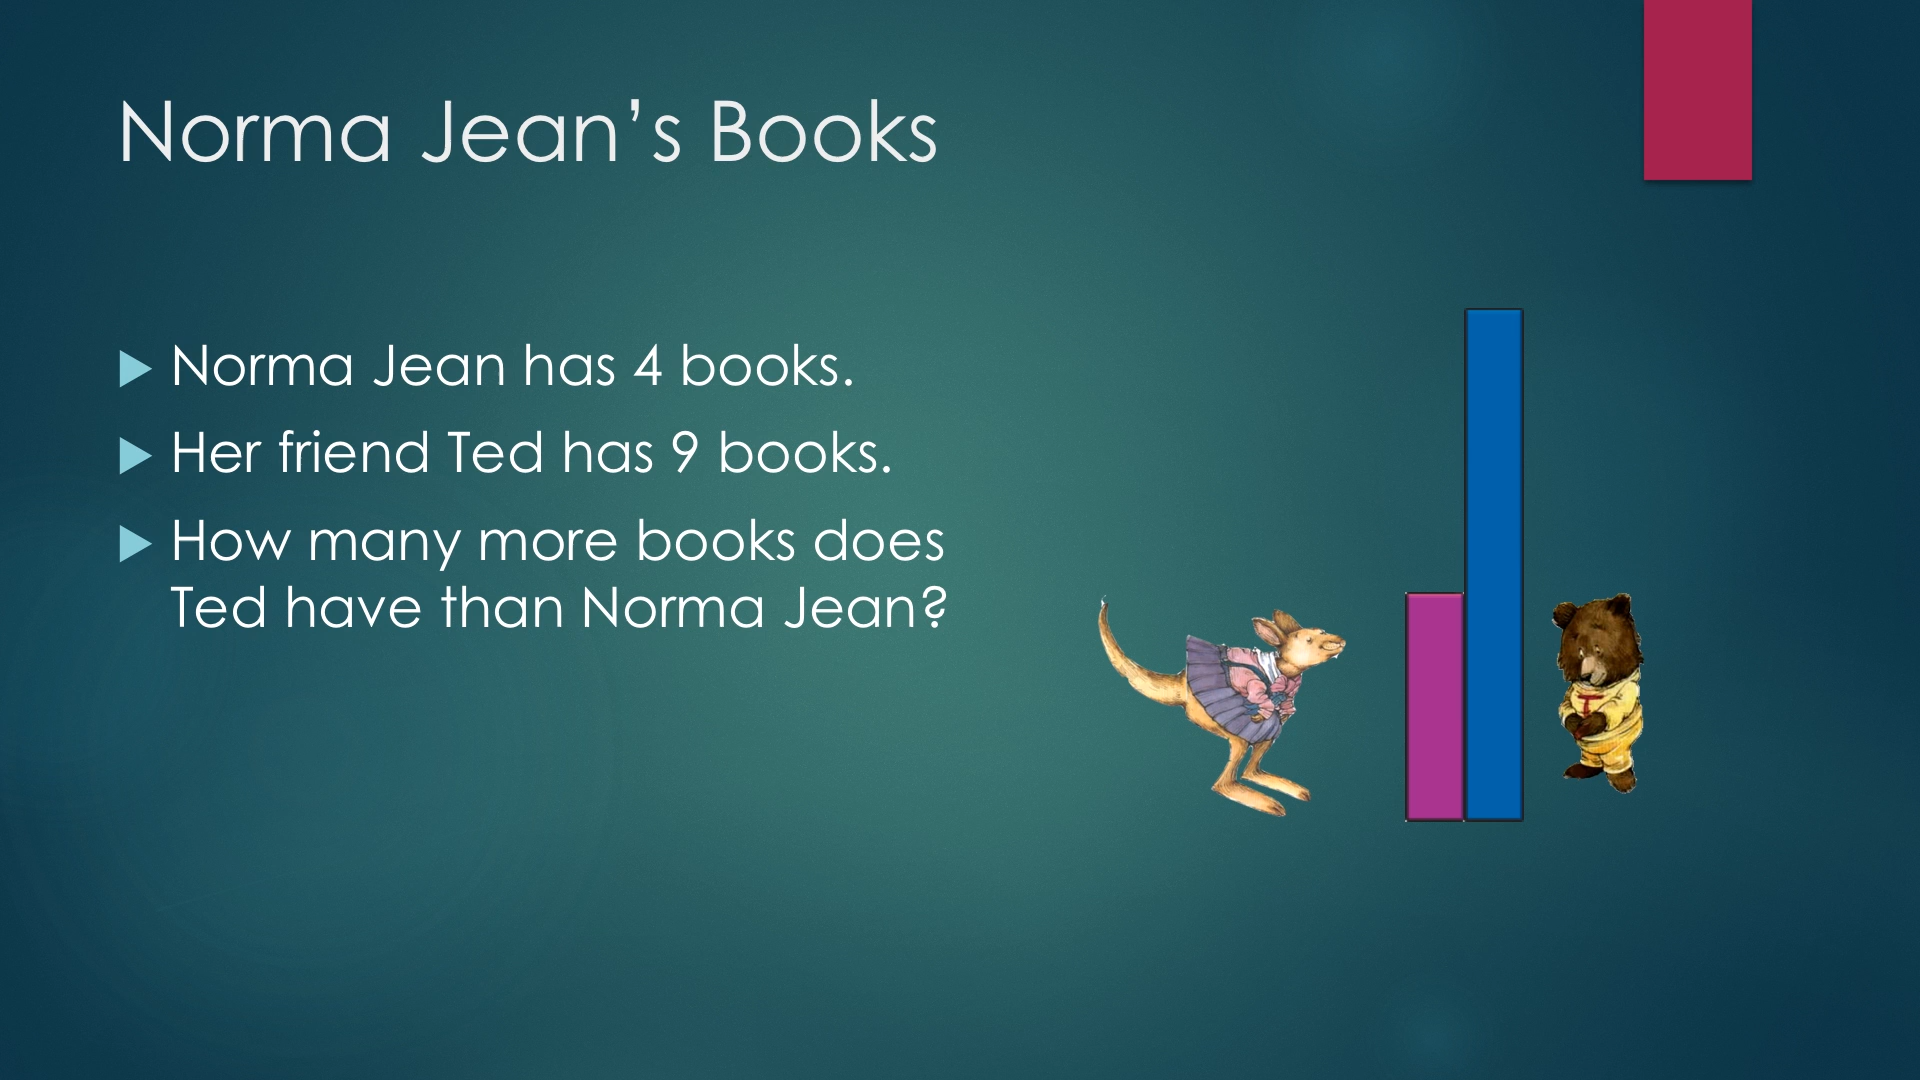 Norma Jean’s Books
Norma Jean has 4 books.
Her friend Ted has 9 books.
How many more books does
Ted have than Norma Jean?